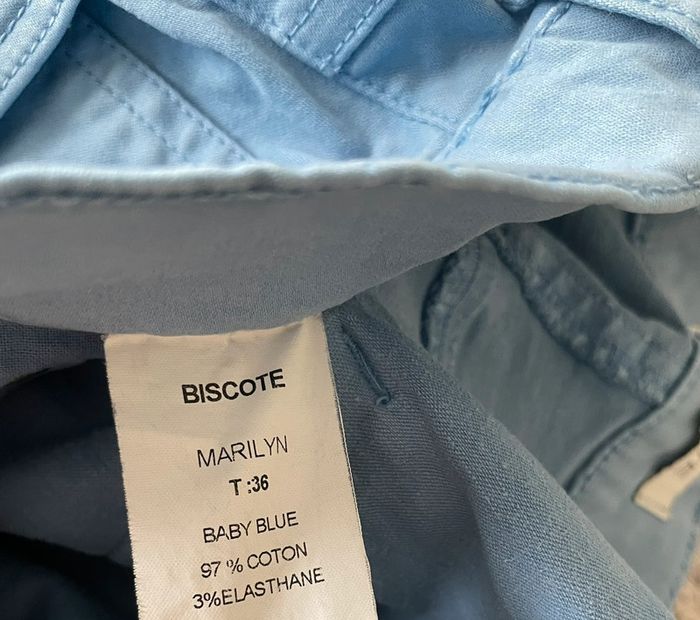 BISCOTE
MARILYN
T :36
BABY BLUE
97 % COTON
3%ELASTHANE